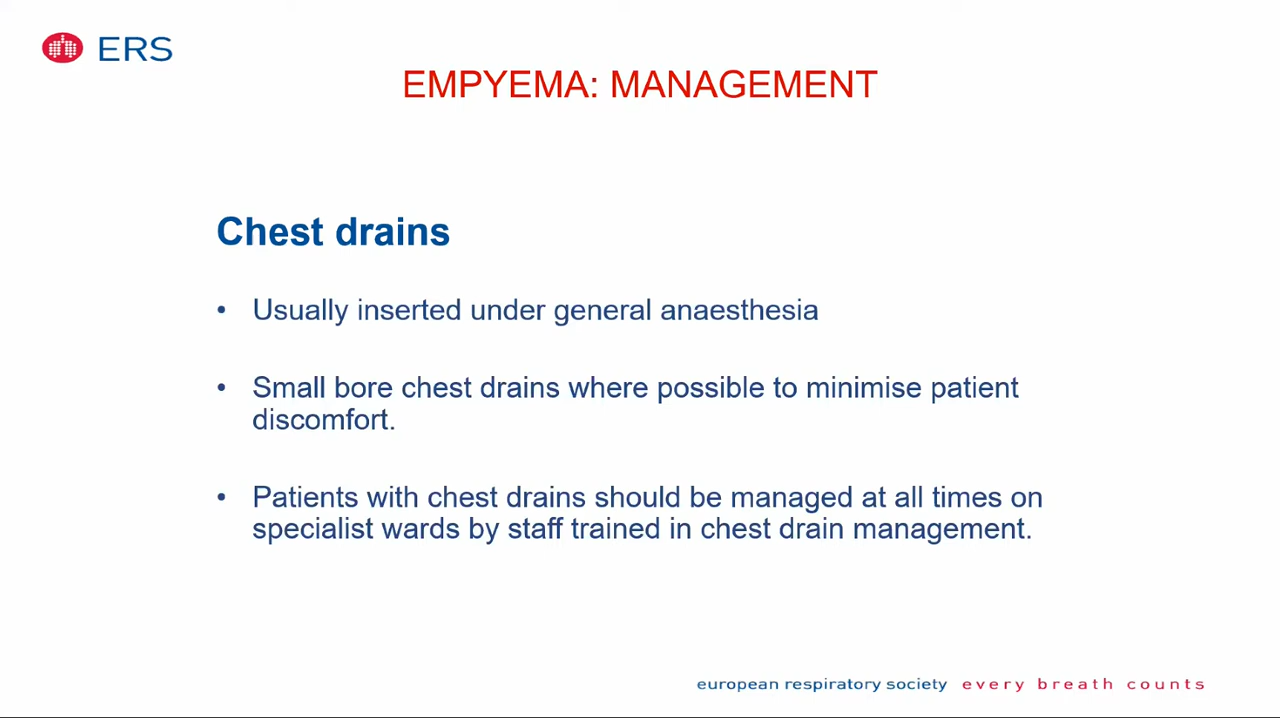 ERS
EMPYEMA: MANAGEMENT
Chest drains
• Usually inserted under general anaesthesia
• Small bore chest drains where possible to minimise patient
discomfort.
• Patients with chest drains should be managed at all times on
specialist wards by staff trained in chest drain management.
european respiratory society every breath counts